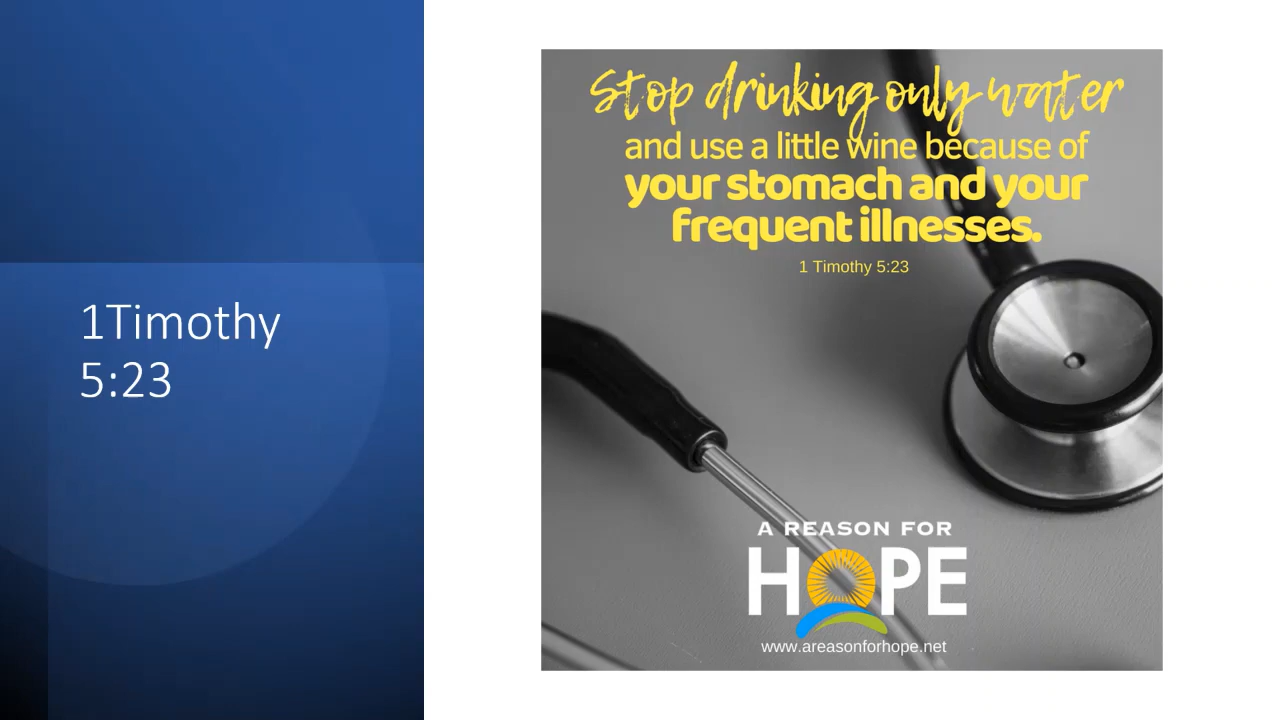 1Timothy
5:23
Stop drinking only water
and use a little wine because of
your stomach and your
frequent illnesses.
1 Timothy 5:23
A REASON FOR
HOPE
www.areasonforhope.net